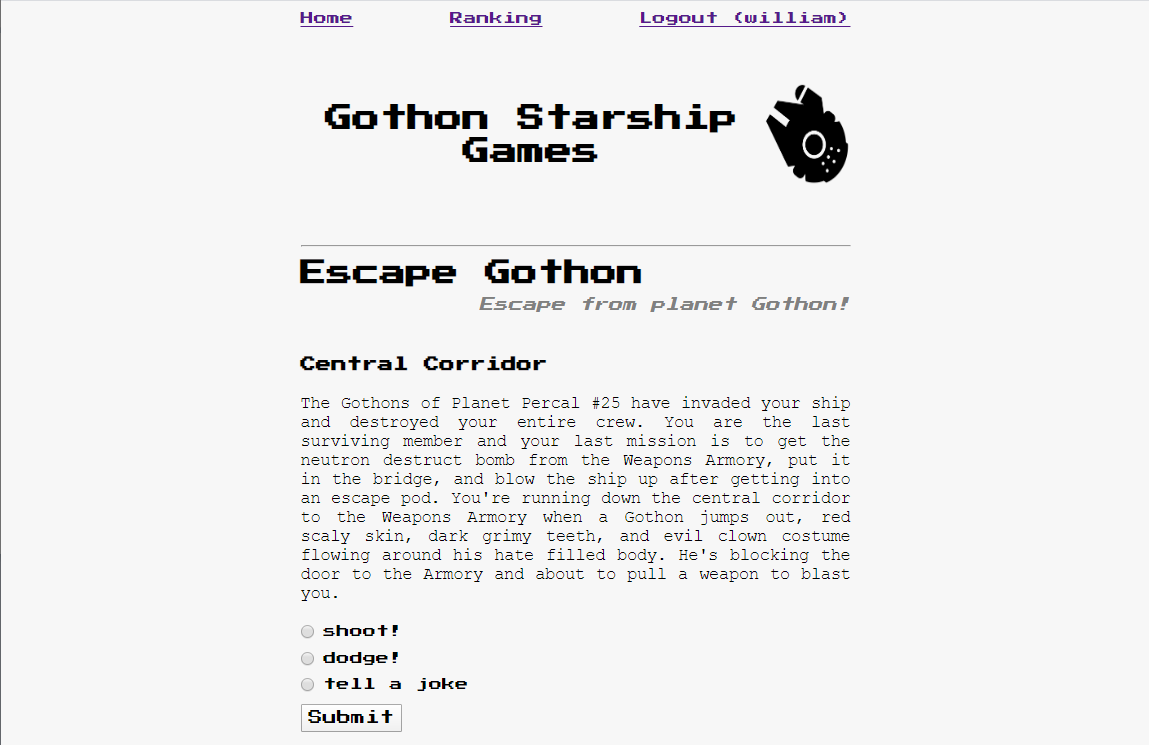 Home Ranking Logout (william)
Gothon Starship
Games
Escape Gothon
Escape from planet Gothon!
Central Corridor
The Gothons of Planet Percal #25 have invaded your ship
and destroyed your entire crew. You are the last
surviving member and your last mission is to get the
neutron destruct bomb from the Weapons Armory, put it
in the bridge, and blow the ship up after getting into
an escape pod. You're running down the central corridor
to the Weapons Armory when a Gothon jumps out, red
scaly skin, dark grimy teeth, and evil clown costume
flowing around his hate filled body. He's blocking the
door to the Armory and about to pull a weapon to blast
you.
shoot!
dodge!
tell a joke
Submit